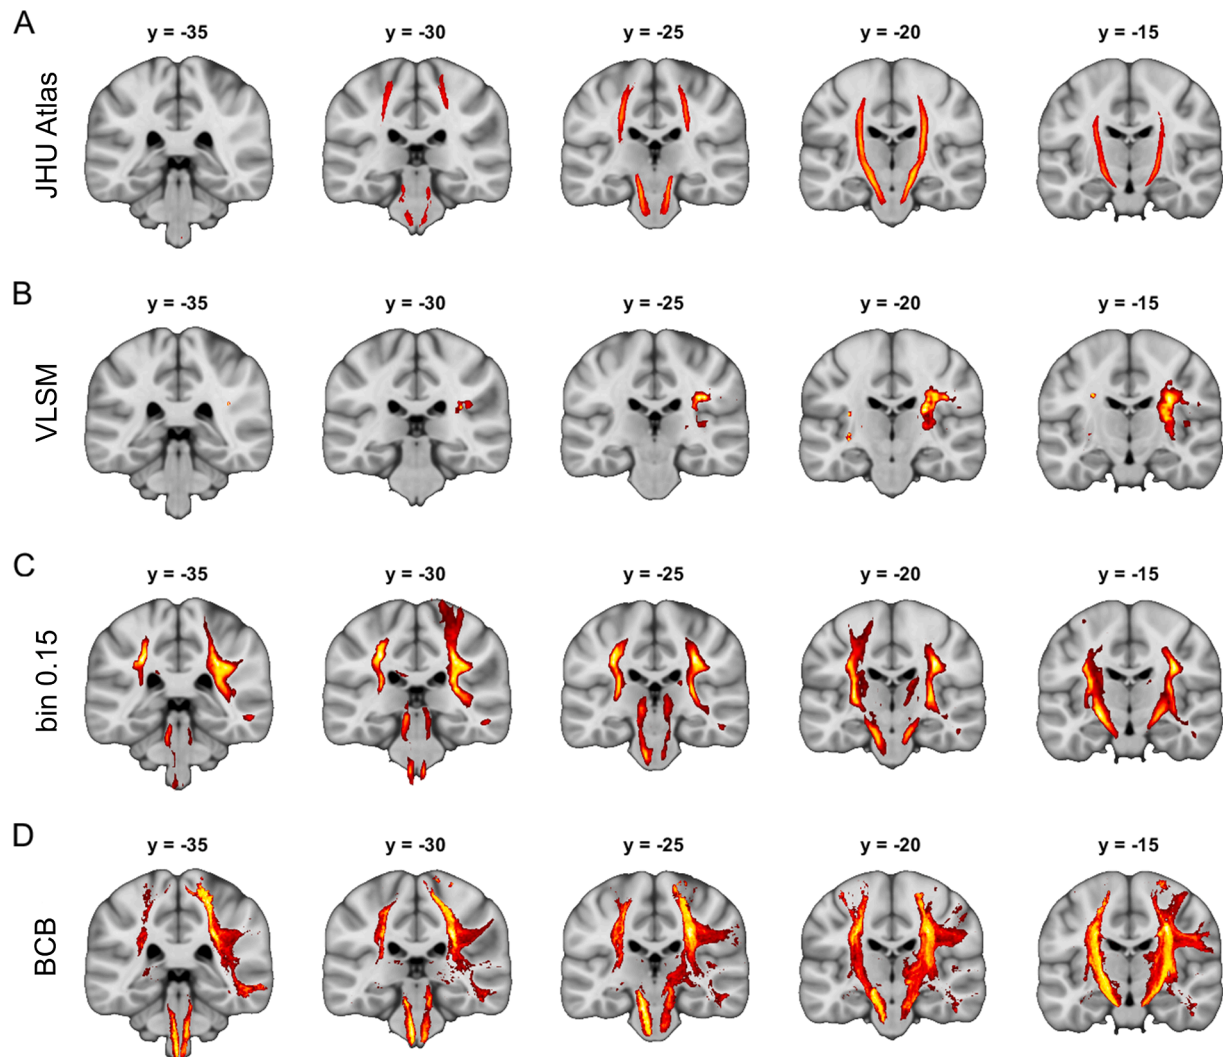 A
y = -35 y = -30 y = -25 y = -20 y = -15
JHU Atlas
B
y = -35 y = -30 y = -25 y = -20 y = -15
VLSM
C
y = -35 y = -30 y = -25 y = -20 y = -15
bin 0.15
D
y = -35 y = -30 y = -25 y = -20 y = -15
BCB